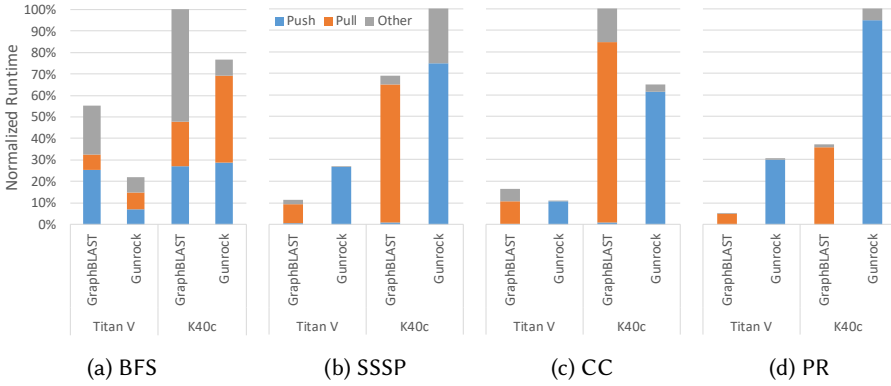 Normalized Runtime
100%
90%
80%
70%
60%
50%
40%
30%
20%
10%
0%
Push Pull Other
GraphBLAST Gunrock GraphBLAST Gunrock
Titan V K40c
(a) BFS
GraphBLAST Gunrock GraphBLAST Gunrock
Titan V K40c
(b) SSSP
GraphBLAST Gunrock GraphBLAST Gunrock
Titan V K40c
(c) CC
GraphBLAST Gunrock GraphBLAST Gunrock
Titan V K40c
(d) PR